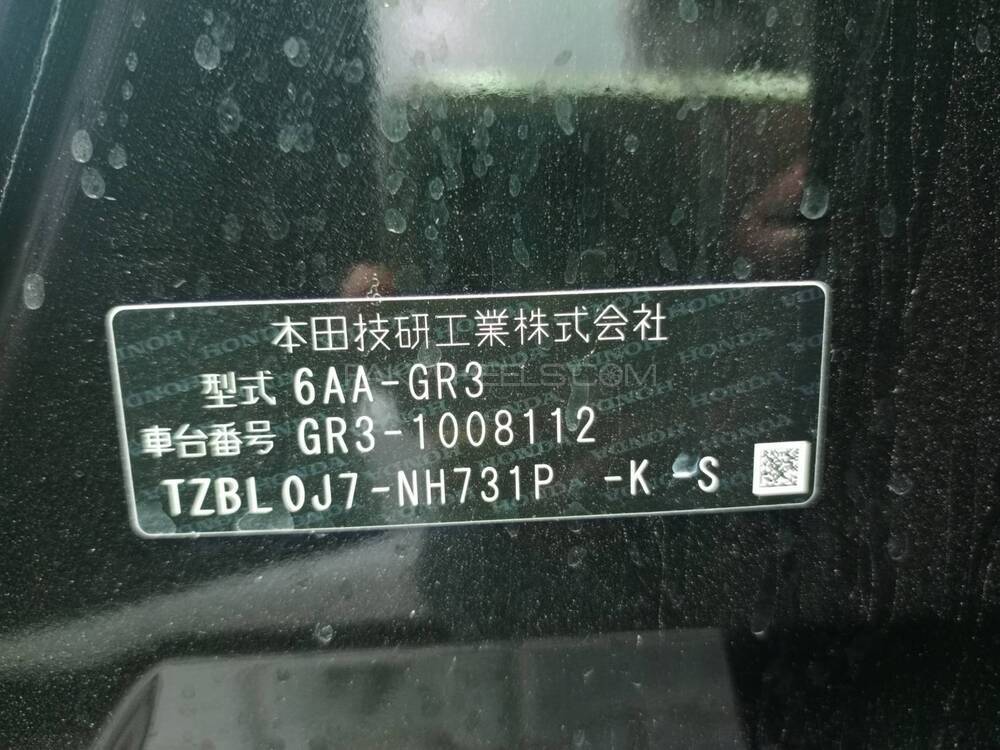 本田技研工業株式会社
型式 6AA-GR3
車台番号 GR3-1008112
TZBL0J7-NH731P -K -S